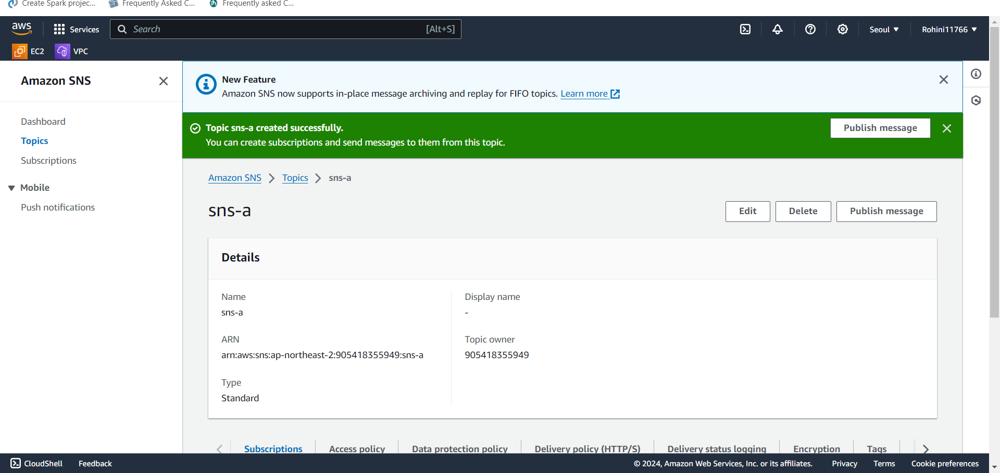 Create Spark projec... Frequently Asked C... Frequently asked C...
aws Services Search [Alt+S] Seoul Rohini11766
EC2 VPC
Amazon SNS
Dashboard
Topics
Subscriptions
Mobile
Push notifications
New Feature
Amazon SNS now supports in-place message archiving and replay for FIFO topics. Learn more
Topic sns-a created successfully.
You can create subscriptions and send messages to them from this topic.
Publish message
Amazon SNS Topics sns-a
sns-a
Edit Delete Publish message
Details
Name
sns-a
ARN
arn:aws:sns:ap-northeast-2:905418355949:sns-a
Type
Standard
Display name
-
Topic owner
905418355949
Subscriptions Access policy Data protection policy Delivery policy (HTTP/S) Delivery status logging Encryption Tags
CloudShell Feedback © 2024, Amazon Web Services, Inc. or its affiliates. Privacy Terms Cookie preferences